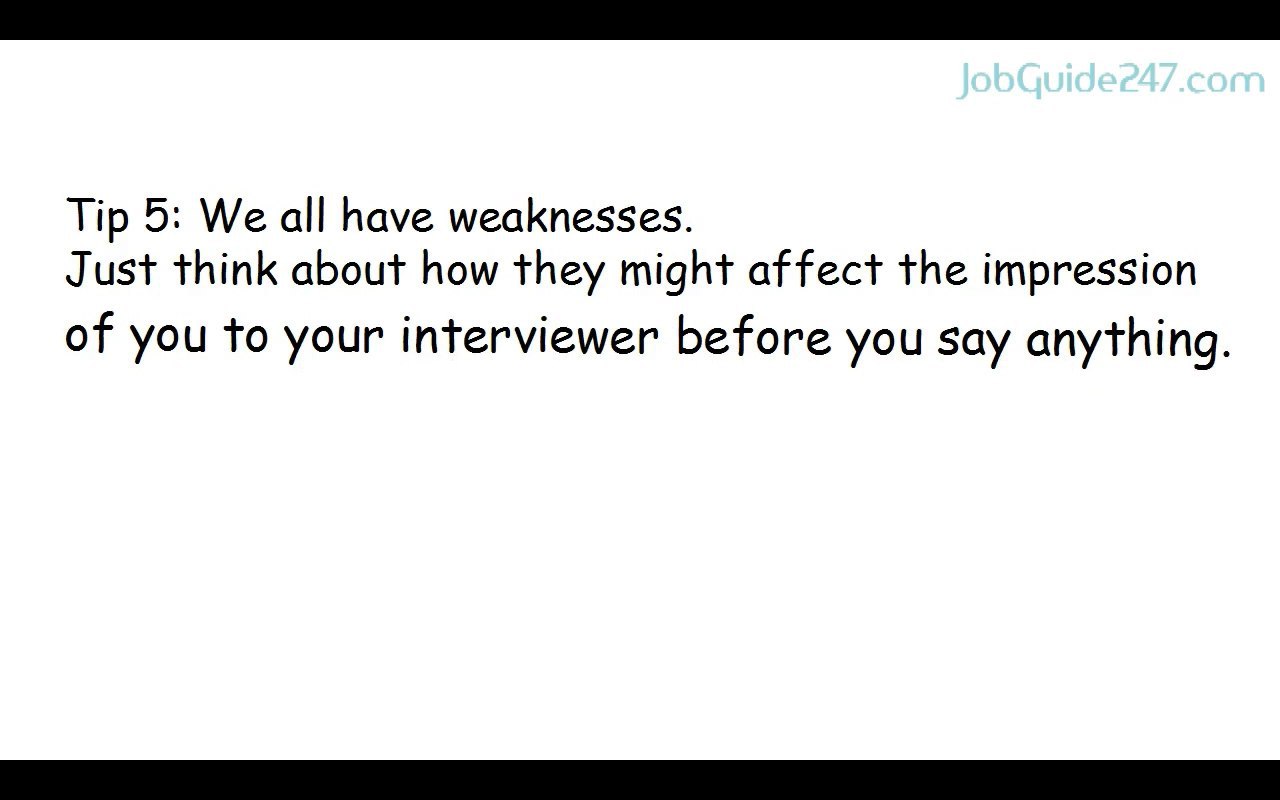 JobGuide247.com
Tip 5: We all have weaknesses.
Just think about how they might affect the impression
of you to your interviewer before you say anything.